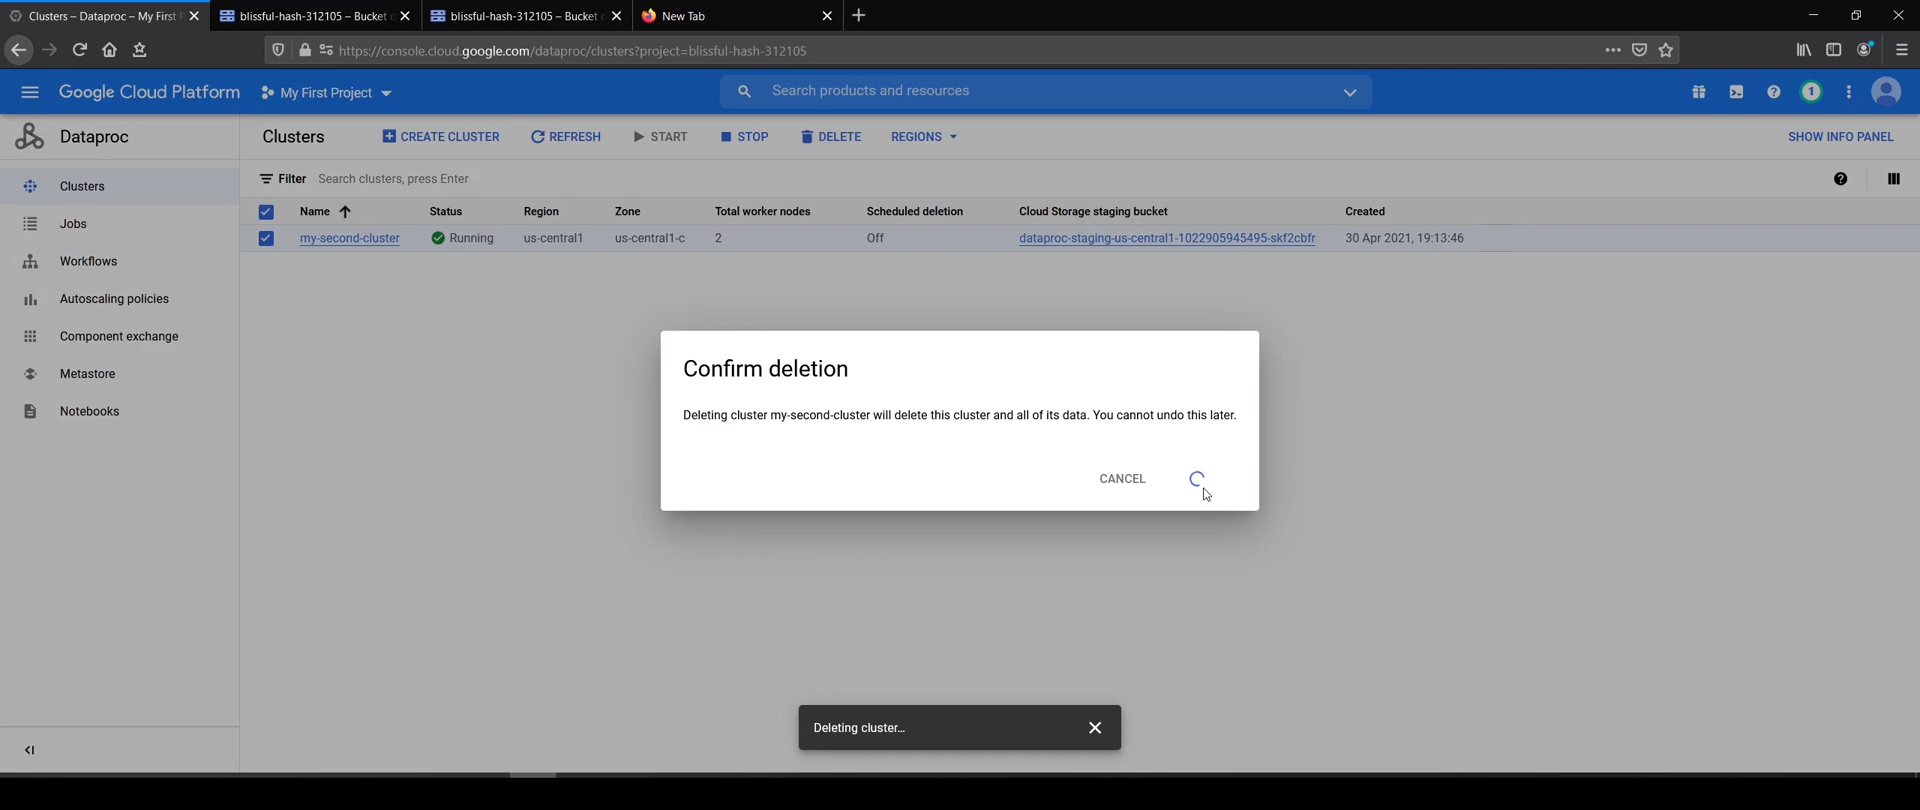 Clusters – Dataproc – My First
blissful-hash-312105 – Bucket
blissful-hash-312105 – Bucket
New Tab
https://console.cloud.google.com/dataproc/clusters?project=blissful-hash-312105
Google Cloud Platform
My First Project
Search products and resources
1
Dataproc
Clusters
CREATE CLUSTER
REFRESH
START
STOP
DELETE
REGIONS
SHOW INFO PANEL
Clusters
Jobs
Workflows
Autoscaling policies
Component exchange
Metastore
Notebooks
Filter Search clusters, press Enter
Name Status Region Zone Total worker nodes Scheduled deletion Cloud Storage staging bucket Created
my-second-cluster Running us-central1 us-central1-c 2 Off dataproc-staging-us-central1-1022905945495-skf2cbfr 30 Apr 2021, 19:13:46
Confirm deletion
Deleting cluster my-second-cluster will delete this cluster and all of its data. You cannot undo this later.
CANCEL
Deleting cluster...